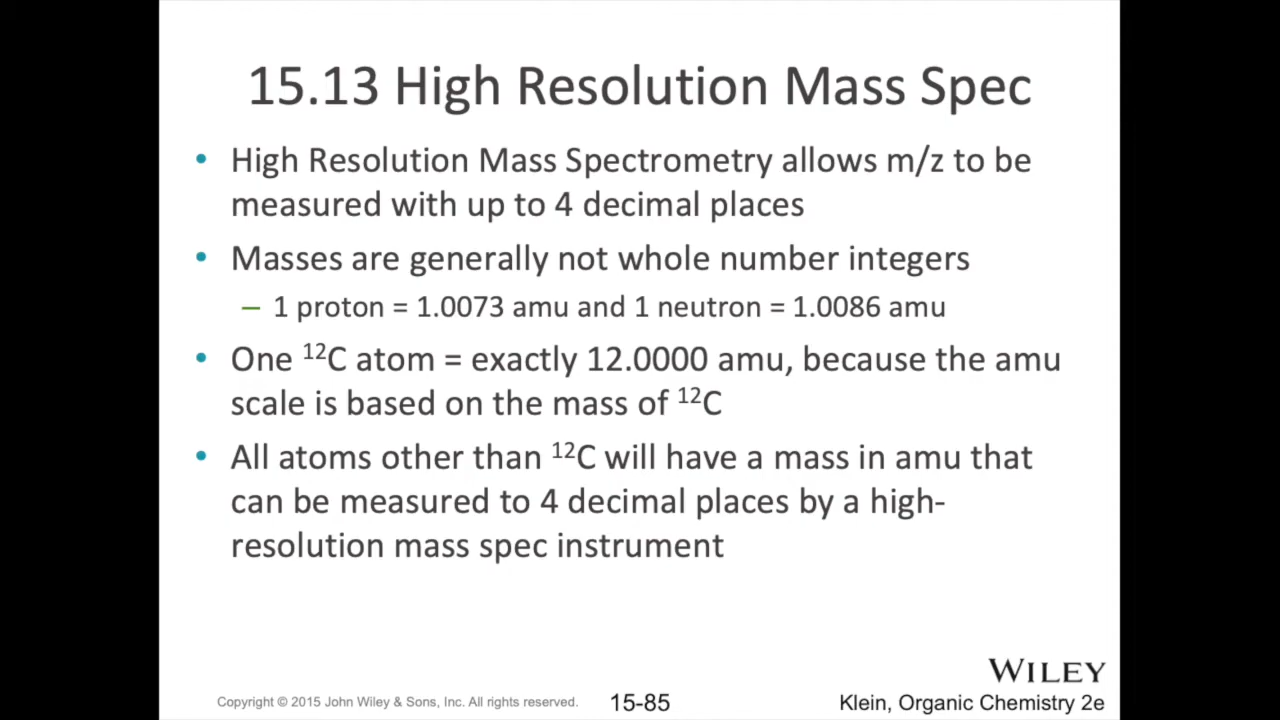 15.13 High Resolution Mass Spec
• High Resolution Mass Spectrometry allows m/z to be
measured with up to 4 decimal places
• Masses are generally not whole number integers
– 1 proton = 1.0073 amu and 1 neutron = 1.0086 amu
• One ¹²C atom = exactly 12.0000 amu, because the amu
scale is based on the mass of ¹²C
• All atoms other than ¹²C will have a mass in amu that
can be measured to 4 decimal places by a high-
resolution mass spec instrument
WILEY
Copyright © 2015 John Wiley & Sons, Inc. All rights reserved.
15-85
Klein, Organic Chemistry 2e